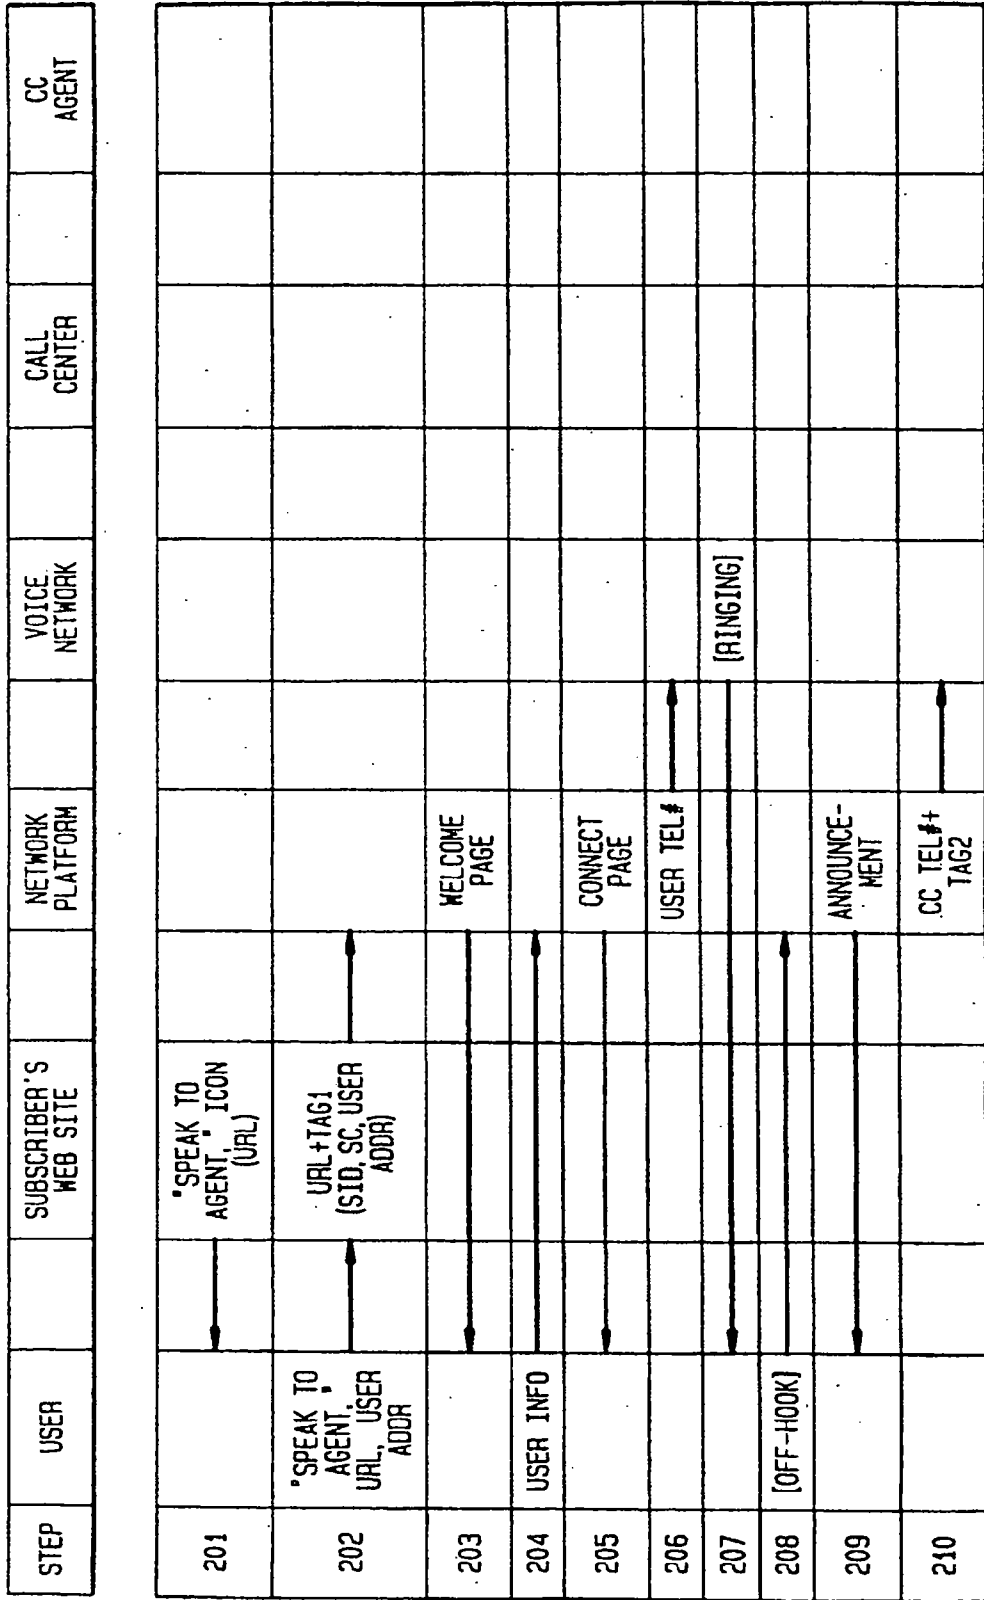 STEP
USER
SUBSCRIBER'S
WEB SITE
NETWORK
PLATFORM
VOICE
NETWORK
CALL
CENTER
CC
AGENT
201
"SPEAK TO
AGENT," ICON
(URL)
202
"SPEAK TO
AGENT,"
URL, USER
ADDR
URL+TAG1
(SID, SC, USER
ADDR)
203
WELCOME
PAGE
204
USER INFO
205
CONNECT
PAGE
206
USER TEL#
207
[RINGING]
208
[OFF-HOOK]
209
ANNOUNCE-
MENT
210
CC TEL#+
TAG2